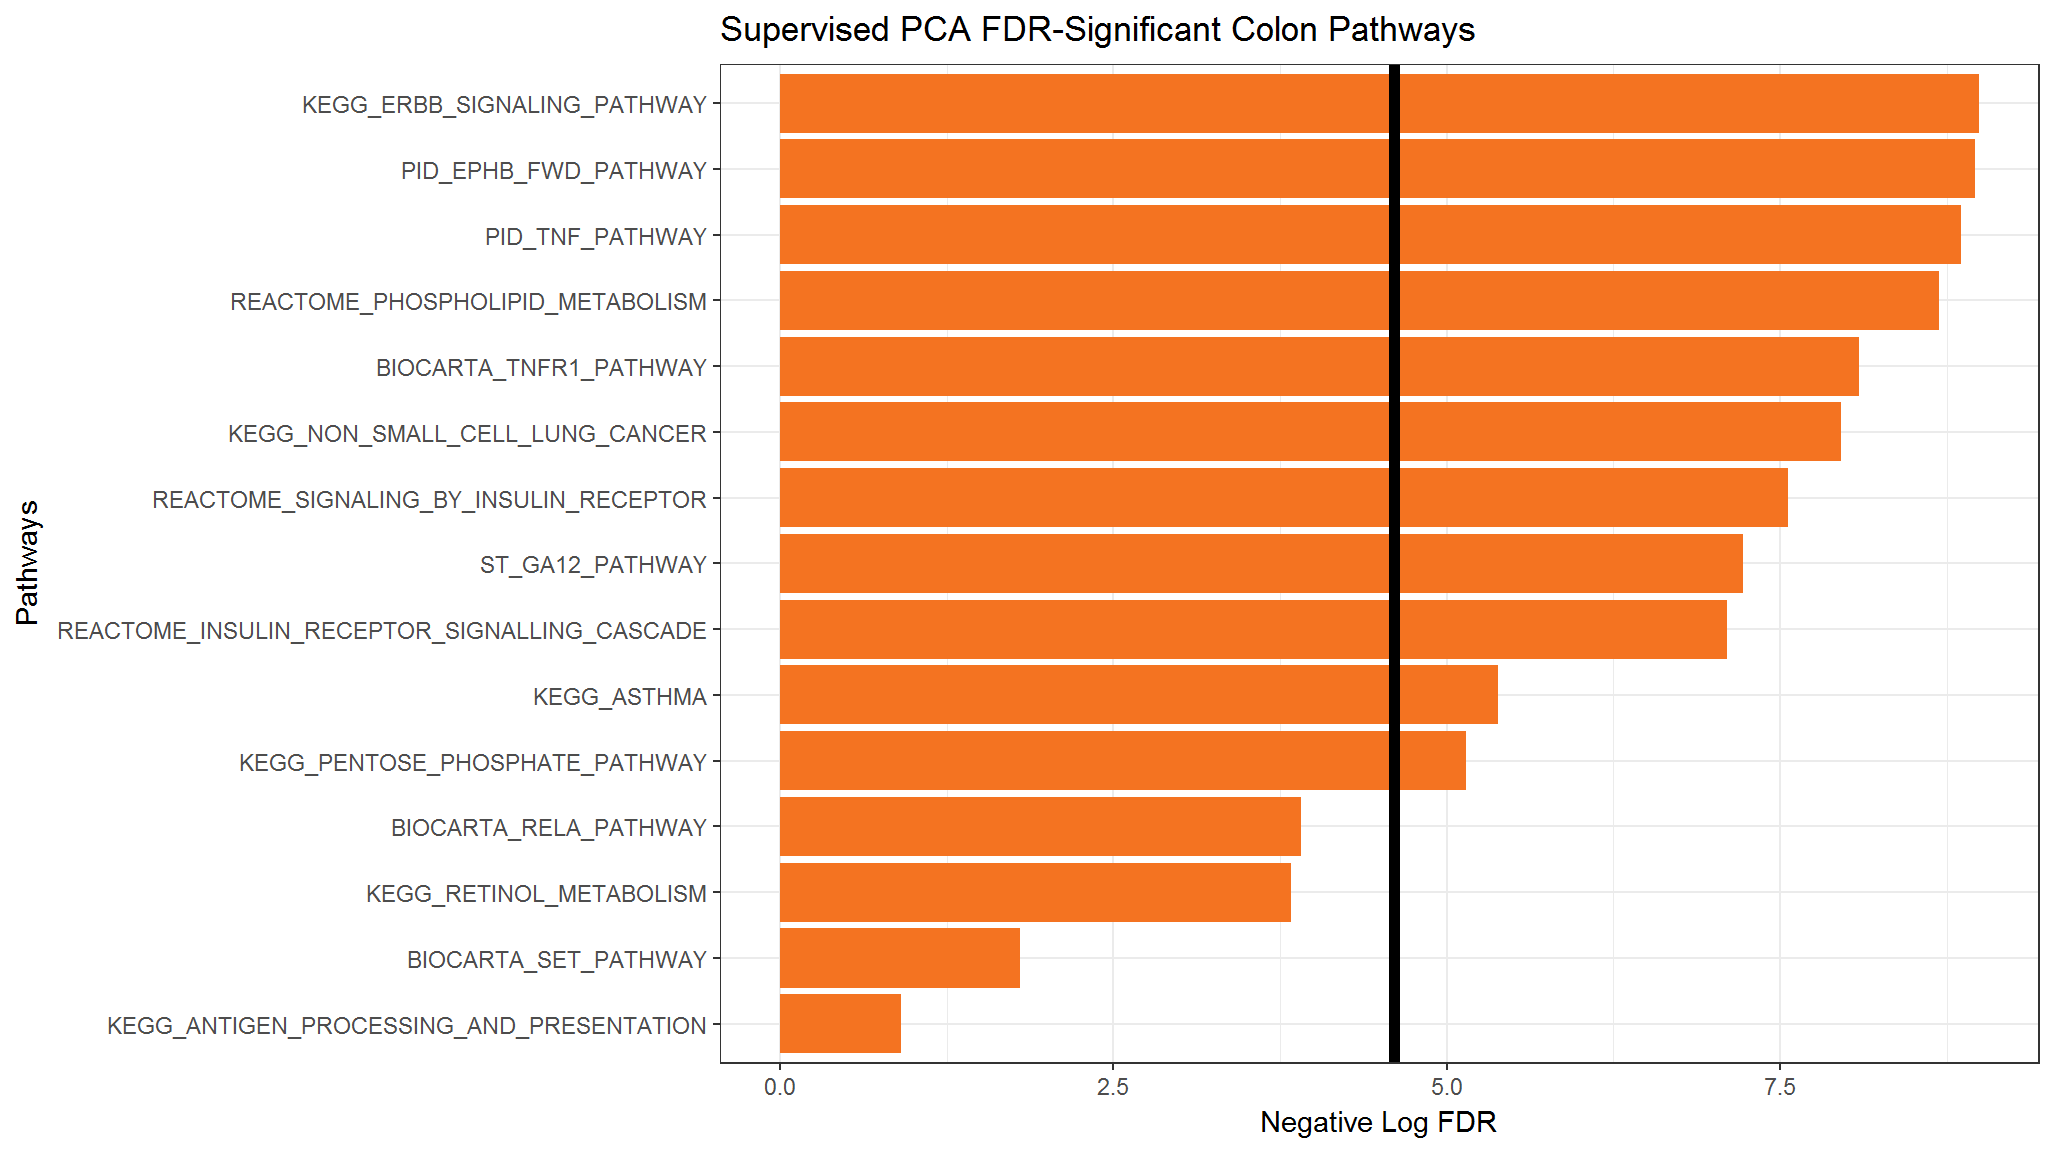 Supervised PCA FDR-Significant Colon Pathways
KEGG_ERBB_SIGNALING_PATHWAY
PID_EPHB_FWD_PATHWAY
PID_TNF_PATHWAY
REACTOME_PHOSPHOLIPID_METABOLISM
BIOCARTA_TNFR1_PATHWAY
KEGG_NON_SMALL_CELL_LUNG_CANCER
REACTOME_SIGNALING_BY_INSULIN_RECEPTOR
ST_GA12_PATHWAY
REACTOME_INSULIN_RECEPTOR_SIGNALLING_CASCADE
KEGG_ASTHMA
KEGG_PENTOSE_PHOSPHATE_PATHWAY
BIOCARTA_RELA_PATHWAY
KEGG_RETINOL_METABOLISM
BIOCARTA_SET_PATHWAY
KEGG_ANTIGEN_PROCESSING_AND_PRESENTATION
Pathways
0.0 2.5 5.0 7.5
Negative Log FDR